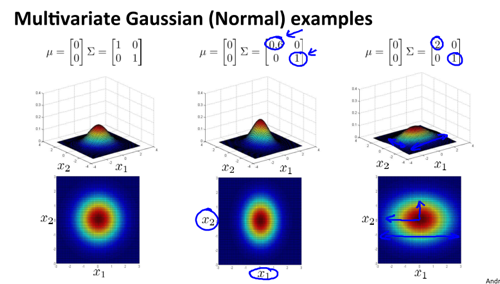 Multivariate Gaussian (Normal) examples
μ = [0 0] Σ = [1 0 0 1]
μ = [0 0] Σ = [0.6 0 0 1]
μ = [0 0] Σ = [2 0 0 1]
x₂ x₁
x₂ x₁
x₂ x₁
x₂
x₂
x₂
x₁
x₁
x₁
Andr